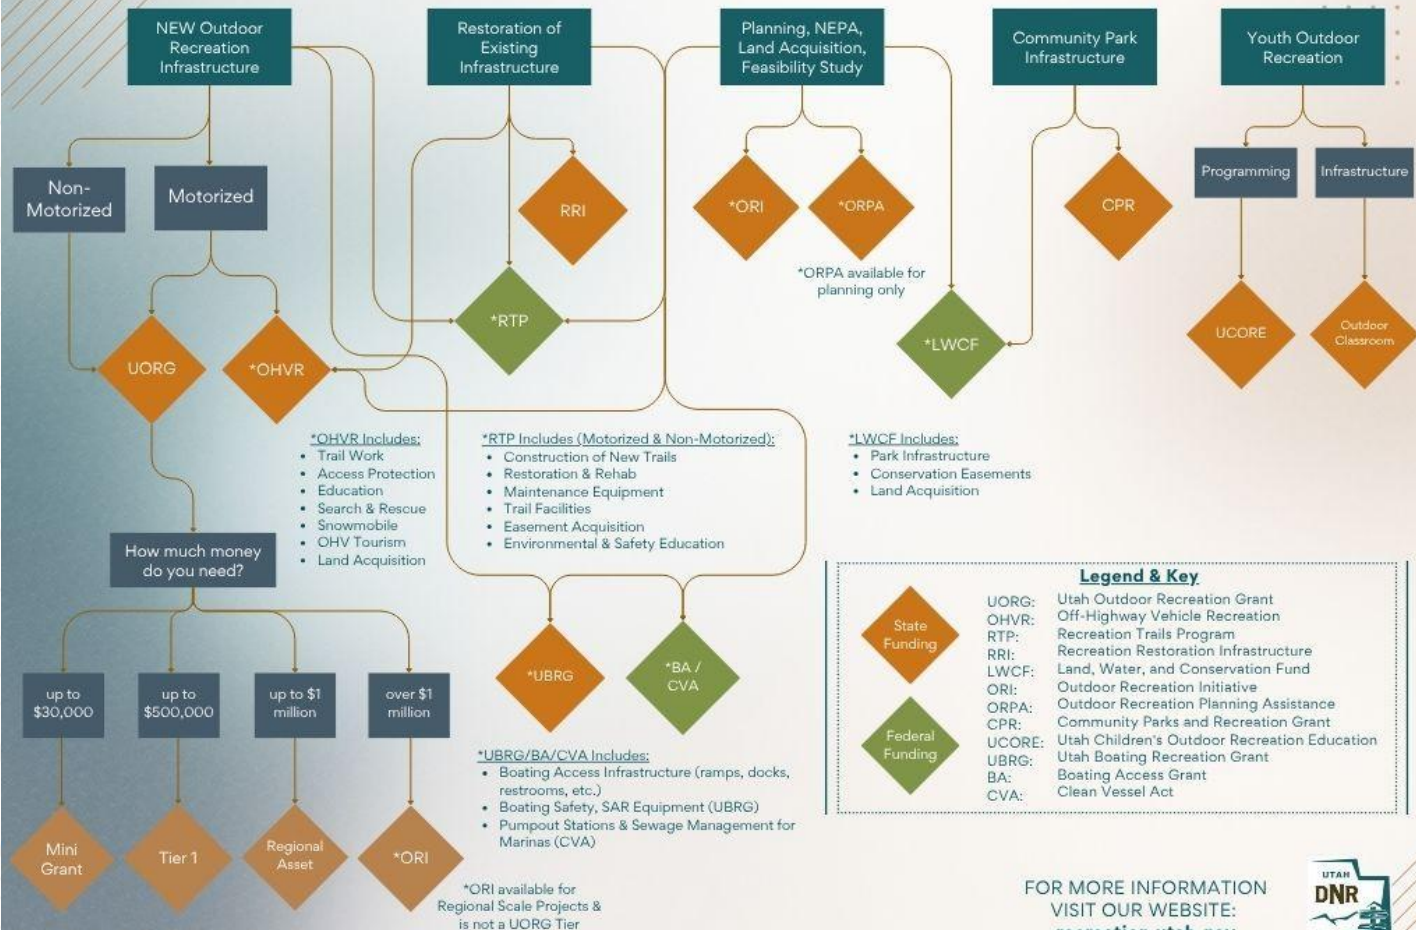 NEW Outdoor
Recreation
Infrastructure
Restoration of
Existing
Infrastructure
Planning, NEPA,
Land Acquisition,
Feasibility Study
Community Park
Infrastructure
Youth Outdoor
Recreation
Non-
Motorized
Motorized
RRI
*ORI
*ORPA
CPR
Programming
Infrastructure
*ORPA available for
planning only
UORG
*OHVR
*RTP
*LWCF
UCORE
Outdoor
Classroom
*OHVR Includes:
• Trail Work
• Access Protection
• Education
• Search & Rescue
• Snowmobile
• OHV Tourism
• Land Acquisition
*RTP Includes (Motorized & Non-Motorized):
• Construction of New Trails
• Restoration & Rehab
• Maintenance Equipment
• Trail Facilities
• Easement Acquisition
• Environmental & Safety Education
*LWCF Includes:
• Park Infrastructure
• Conservation Easements
• Land Acquisition
How much money
do you need?
up to
$30,000
up to
$500,000
up to $1
million
over $1
million
Mini
Grant
Tier 1
Regional
Asset
*ORI
*ORI available for
Regional Scale Projects &
is not a UORG Tier
*UBRG
*BA /
CVA
*UBRG/BA/CVA Includes:
• Boating Access Infrastructure (ramps, docks,
restrooms, etc.)
• Boating Safety, SAR Equipment (UBRG)
• Pumpout Stations & Sewage Management for
Marinas (CVA)
Legend & Key
State
Funding
Federal
Funding
UORG: Utah Outdoor Recreation Grant
OHVR: Off-Highway Vehicle Recreation
RTP: Recreation Trails Program
RRI: Recreation Restoration Infrastructure
LWCF: Land, Water, and Conservation Fund
ORI: Outdoor Recreation Initiative
ORPA: Outdoor Recreation Planning Assistance
CPR: Community Parks and Recreation Grant
UCORE: Utah Children's Outdoor Recreation Education
UBRG: Utah Boating Recreation Grant
BA: Boating Access Grant
CVA: Clean Vessel Act
FOR MORE INFORMATION
VISIT OUR WEBSITE:
UTAH
DNR